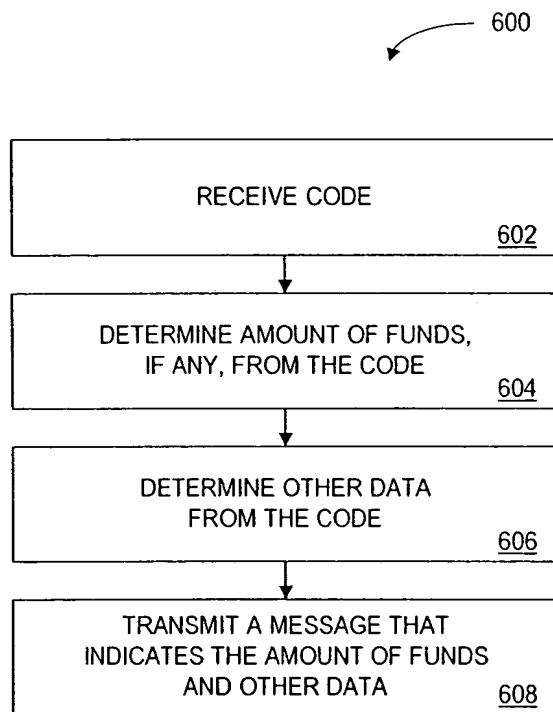 600
RECEIVE CODE
602
DETERMINE AMOUNT OF FUNDS,
IF ANY, FROM THE CODE
604
DETERMINE OTHER DATA
FROM THE CODE
606
TRANSMIT A MESSAGE THAT
INDICATES THE AMOUNT OF FUNDS
AND OTHER DATA
608